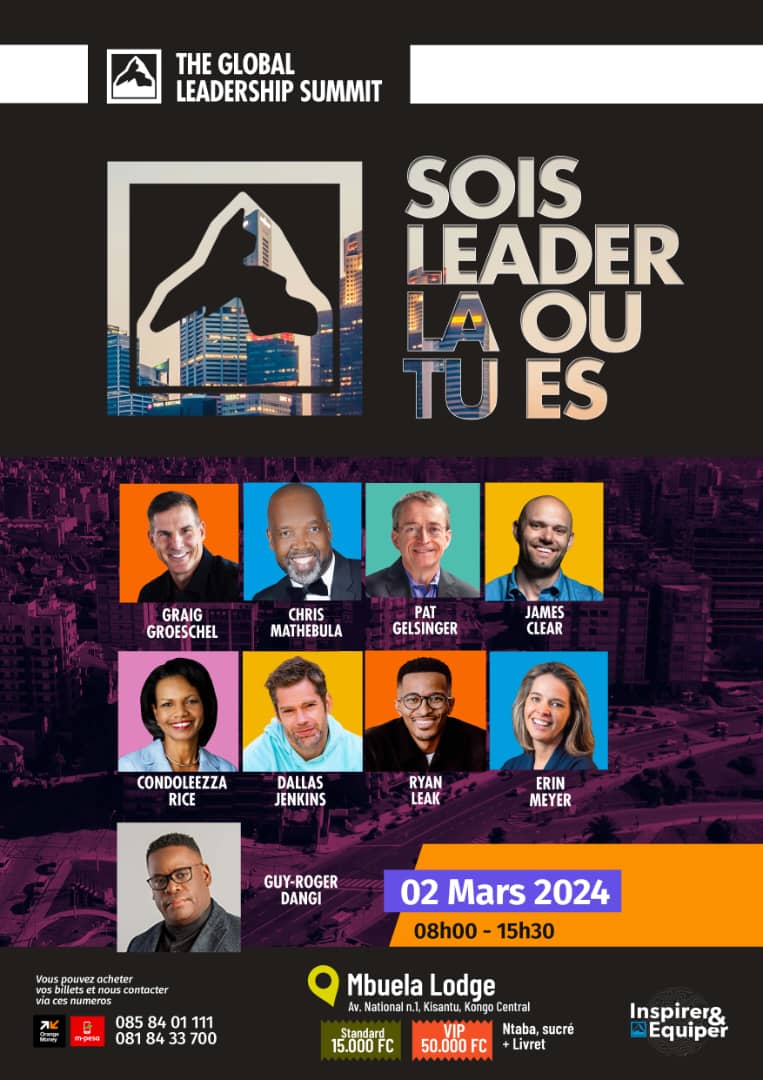 THE GLOBAL
LEADERSHIP SUMMIT
SOIS
LEADER
LA OU
TU ES
GRAIG
GROESCHEL
CHRIS
MATHEBULA
PAT
GELSINGER
JAMES
CLEAR
CONDOLEEZZA
RICE
DALLAS
JENKINS
RYAN
LEAK
ERIN
MEYER
GUY-ROGER
DANGI
02 Mars 2024
08h00 - 15h30
Vous pouvez acheter
vos billets et nous contacter
via ces numeros
Orange
Money
m-pesa
085 84 01 111
081 84 33 700
Mbuela Lodge
Av. National n.1, Kisantu, Kongo Central
Standard
15.000 FC
VIP
50.000 FC
Ntaba, sucré
+ Livret
Inspirer&
Equiper